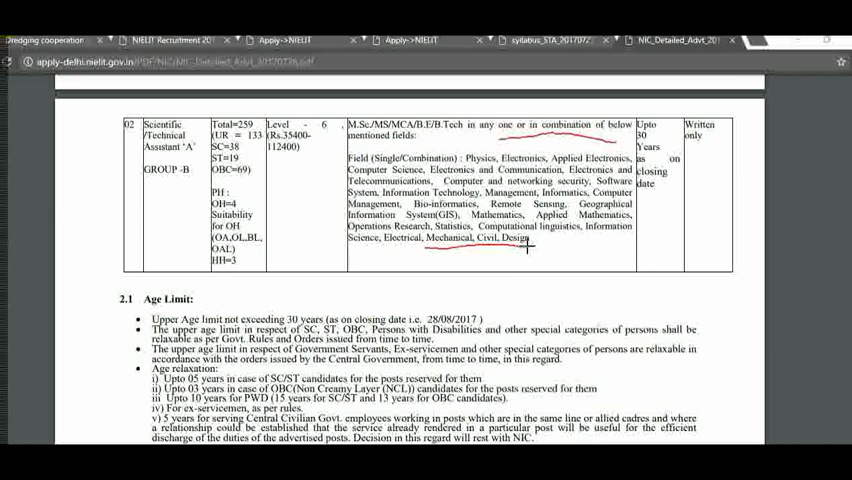 Dredging cooperation
NIELIT Recruitment 201
Apply->NIELIT
Apply->NIELIT
syllabus_STA_2017072
NIC_Detailed_Advt_201
apply-delhi.nielit.gov.in/PDF/NIC/NIC-Detailed_Advt_20170726.pdf
02
Scientific
/Technical
Assistant 'A'
GROUP -B
Total=259
(UR = 133
SC=38
ST=19
OBC=69)
PH :
OH=4
Suitability
for OH
(OA,OL,BL,
OAL)
HH=3
Level - 6
(Rs.35400-
112400)
M.Sc./MS/MCA/B.E/B.Tech in any one or in combination of below
mentioned fields:
Field (Single/Combination) : Physics, Electronics, Applied Electronics,
Computer Science, Electronics and Communication, Electronics and
Telecommunications, Computer and networking security, Software
System, Information Technology, Management, Informatics, Computer
Management, Bio-informatics, Remote Sensing, Geographical
Information System(GIS), Mathematics, Applied Mathematics,
Operations Research, Statistics, Computational linguistics, Information
Science, Electrical, Mechanical, Civil, Design
Upto
30
Years
as on
closing
date
Written
only
2.1 Age Limit:
• Upper Age limit not exceeding 30 years (as on closing date i.e. 28/08/2017 )
• The upper age limit in respect of SC, ST, OBC, Persons with Disabilities and other special categories of persons shall be
relaxable as per Govt. Rules and Orders issued from time to time.
• The upper age limit in respect of Government Servants, Ex-servicemen and other special categories of persons are relaxable in
accordance with the orders issued by the Central Government, from time to time, in this regard.
• Age relaxation:
i) Upto 05 years in case of SC/ST candidates for the posts reserved for them
ii) Upto 03 years in case of OBC(Non Creamy Layer (NCL)) candidates for the posts reserved for them
iii Upto 10 years for PWD (15 years for SC/ST and 13 years for OBC candidates).
iv) For ex-servicemen, as per rules.
v) 5 years for serving Central Civilian Govt. employees working in posts which are in the same line or allied cadres and where
a relationship could be established that the service already rendered in a particular post will be useful for the efficient
discharge of the duties of the advertised posts. Decision in this regard will rest with NIC.